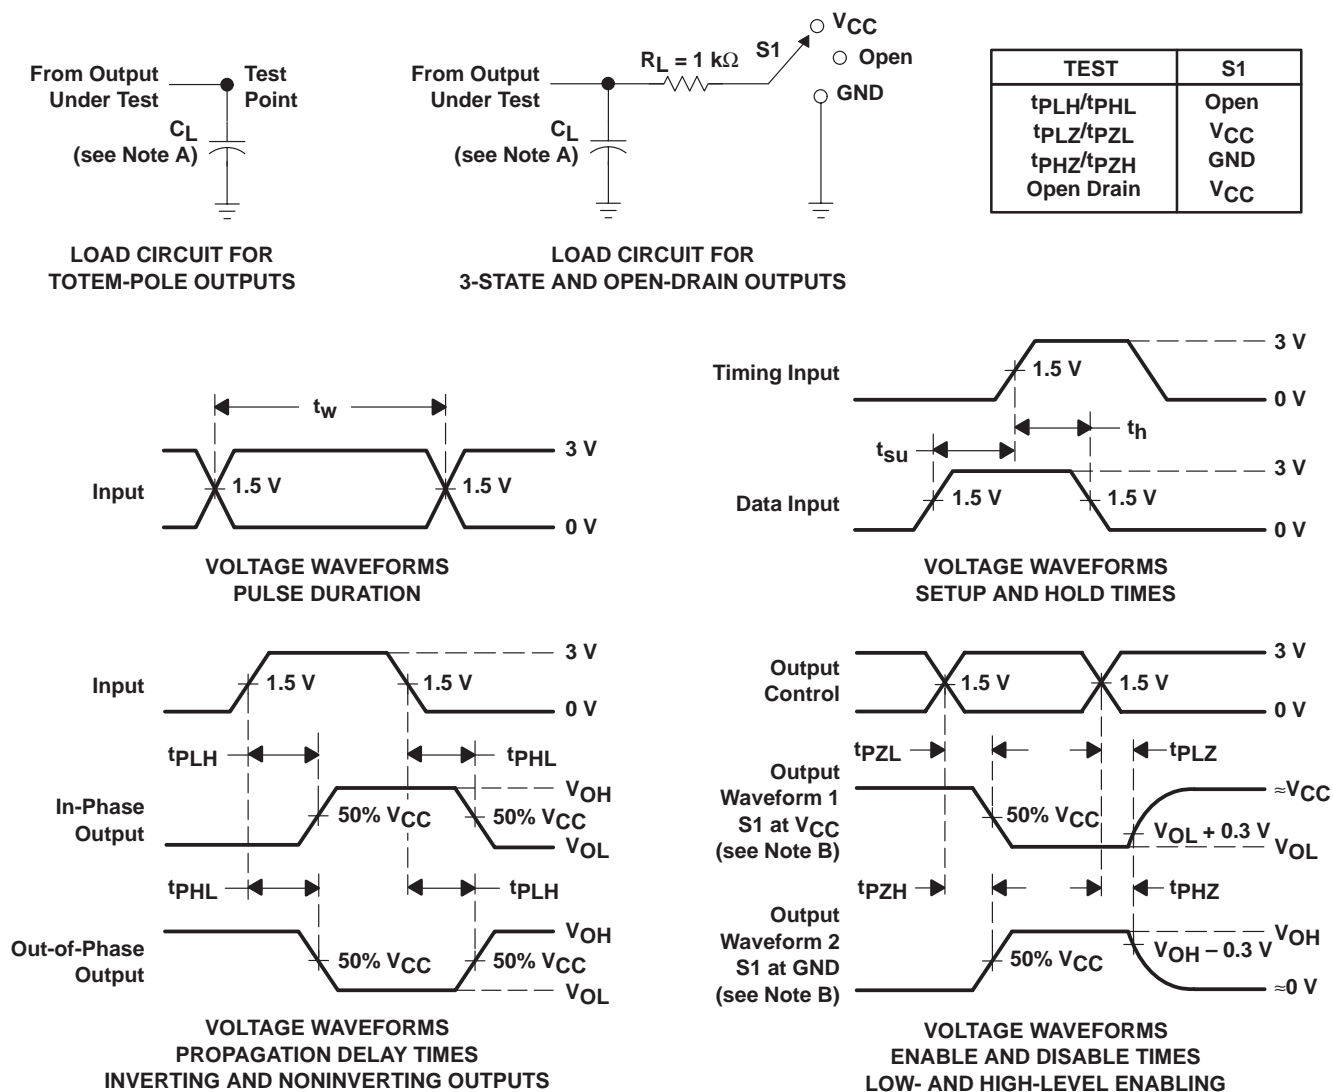 From Output
Under Test
Test
Point
CL
(see Note A)
LOAD CIRCUIT FOR
TOTEM-POLE OUTPUTS
From Output
Under Test
RL = 1 kΩ
S1
VCC
Open
GND
CL
(see Note A)
LOAD CIRCUIT FOR
3-STATE AND OPEN-DRAIN OUTPUTS
TEST S1
tPLH/tPHL Open
tPLZ/tPZL VCC
tPHZ/tPZH GND
Open Drain VCC
tw
Input
1.5 V
1.5 V
3 V
0 V
VOLTAGE WAVEFORMS
PULSE DURATION
Timing Input
1.5 V
3 V
0 V
th
tsu
Data Input
1.5 V
1.5 V
3 V
0 V
VOLTAGE WAVEFORMS
SETUP AND HOLD TIMES
Input
1.5 V
1.5 V
3 V
0 V
tPLH
tPHL
In-Phase
Output
50% VCC
50% VCC
VOH
VOL
tPHL
tPLH
Out-of-Phase
Output
50% VCC
50% VCC
VOH
VOL
VOLTAGE WAVEFORMS
PROPAGATION DELAY TIMES
INVERTING AND NONINVERTING OUTPUTS
Output
Control
1.5 V
1.5 V
3 V
0 V
tPZL
tPLZ
Output
Waveform 1
S1 at VCC
(see Note B)
50% VCC
VOL + 0.3 V
≈VCC
VOL
tPZH
tPHZ
Output
Waveform 2
S1 at GND
(see Note B)
50% VCC
VOH – 0.3 V
VOH
≈0 V
VOLTAGE WAVEFORMS
ENABLE AND DISABLE TIMES
LOW- AND HIGH-LEVEL ENABLING